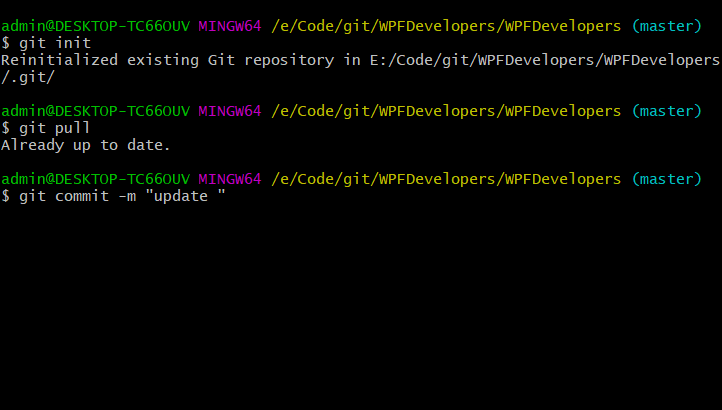 admin@DESKTOP-TC66OUV MINGW64 /e/Code/git/WPFDevelopers/WPFDevelopers (master)
$ git init
Reinitialized existing Git repository in E:/Code/git/WPFDevelopers/WPFDevelopers
/.git/
admin@DESKTOP-TC66OUV MINGW64 /e/Code/git/WPFDevelopers/WPFDevelopers (master)
$ git pull
Already up to date.
admin@DESKTOP-TC66OUV MINGW64 /e/Code/git/WPFDevelopers/WPFDevelopers (master)
$ git commit -m "update "